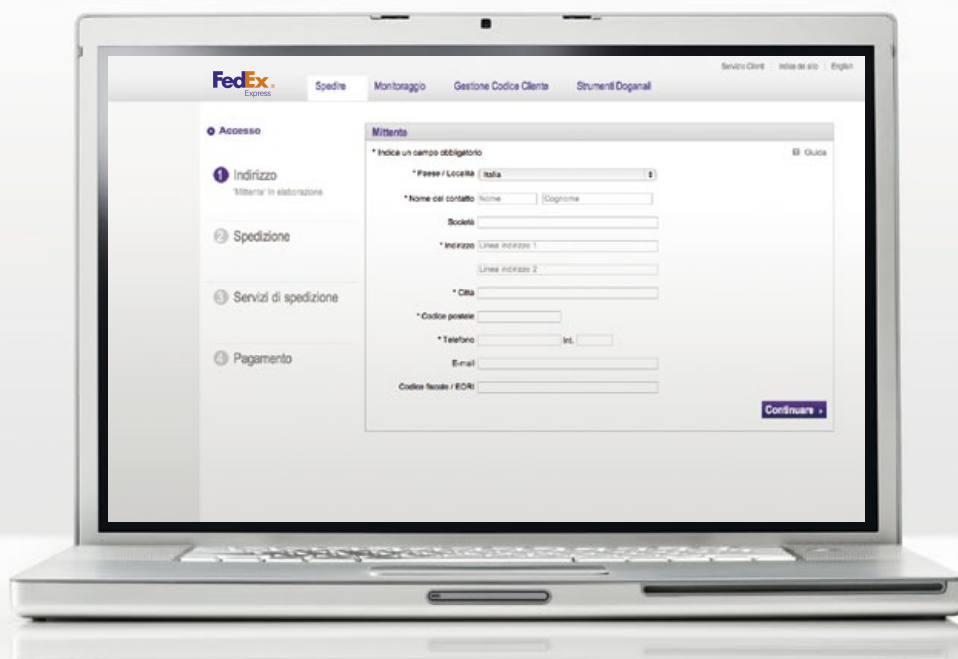 Servizio Clienti Indice del sito English
FedEx.
Express
Spedire Monitoraggio Gestione Codice Cliente Strumenti Doganali
Accesso
Mittente
* Indica un campo obbligatorio
Guida
1 Indirizzo
'Mittente' in elaborazione
* Paese / Località Italia
* Nome del contatto Nome Cognome
Società
2 Spedizione
* Indirizzo Linea indirizzo 1
Linea indirizzo 2
* Città
3 Servizi di spedizione
* Codice postale
* Telefono Int.
4 Pagamento
E-mail
Codice fiscale / EORI
Continuare